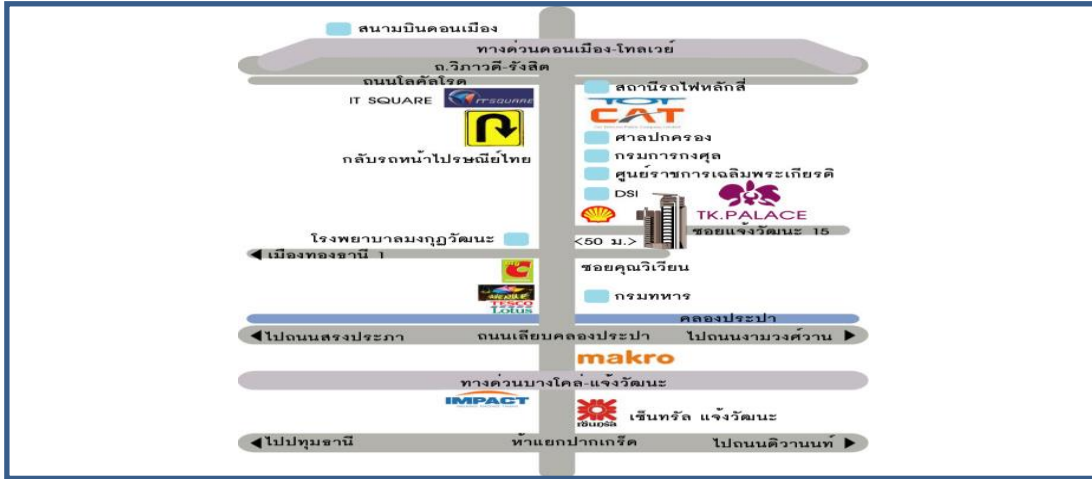 สนามบินดอนเมือง
ทางด่วนดอนเมือง-โทลเวย์
ถ.วิภาวดี-รังสิต
ถนนโลคัลโรด
สถานีรถไฟหลักสี่
IT SQUARE
IT SQUARE
TOT
CAT
ศาลปกครอง
กลับรถหน้าไปรษณีย์ไทย
กรมการกงศุล
ศูนย์ราชการเฉลิมพระเกียรติ
DSI
TK.PALACE
ซอยแจ้งวัฒนะ 15
โรงพยาบาลมงกุฎวัฒนะ
<50 ม.>
เมืองทองธานี 1
ซอยคุณวิเวียน
กรมทหาร
TESCO
Lotus
คลองประปา
ไปถนนสรงประภา
ถนนเลียบคลองประปา
ไปถนนงามวงศ์วาน
makro
ทางด่วนบางโคล่-แจ้งวัฒนะ
IMPACT
เซ็นทรัล
เซ็นทรัล แจ้งวัฒนะ
ไปปทุมธานี
ห้าแยกปากเกร็ด
ไปถนนติวานนท์